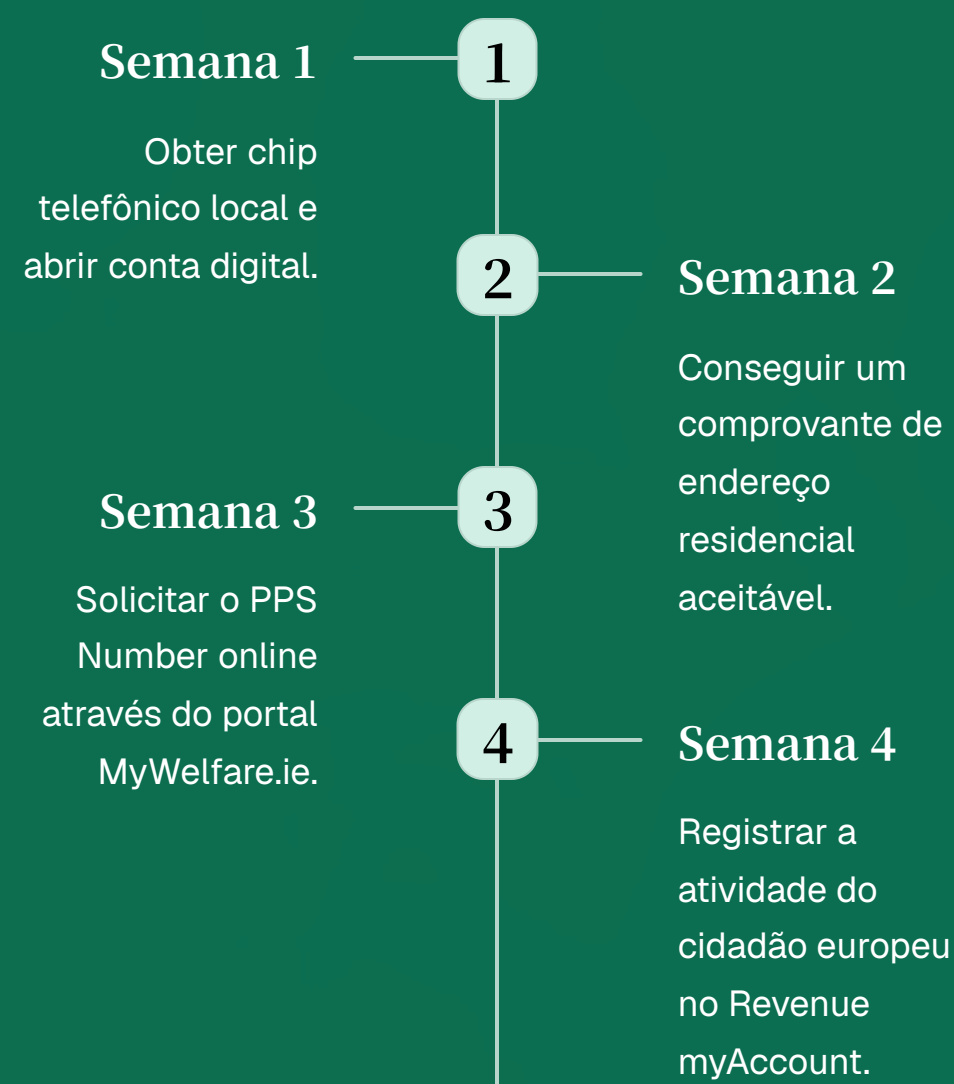 Semana 1
1
Obter chip
telefônico local e
abrir conta digital.
2
Semana 2
Conseguir um
comprovante de
endereço
residencial
aceitável.
Semana 3
3
Solicitar o PPS
Number online
através do portal
MyWelfare.ie.
4
Semana 4
Registrar a
atividade do
cidadão europeu
no Revenue
myAccount.